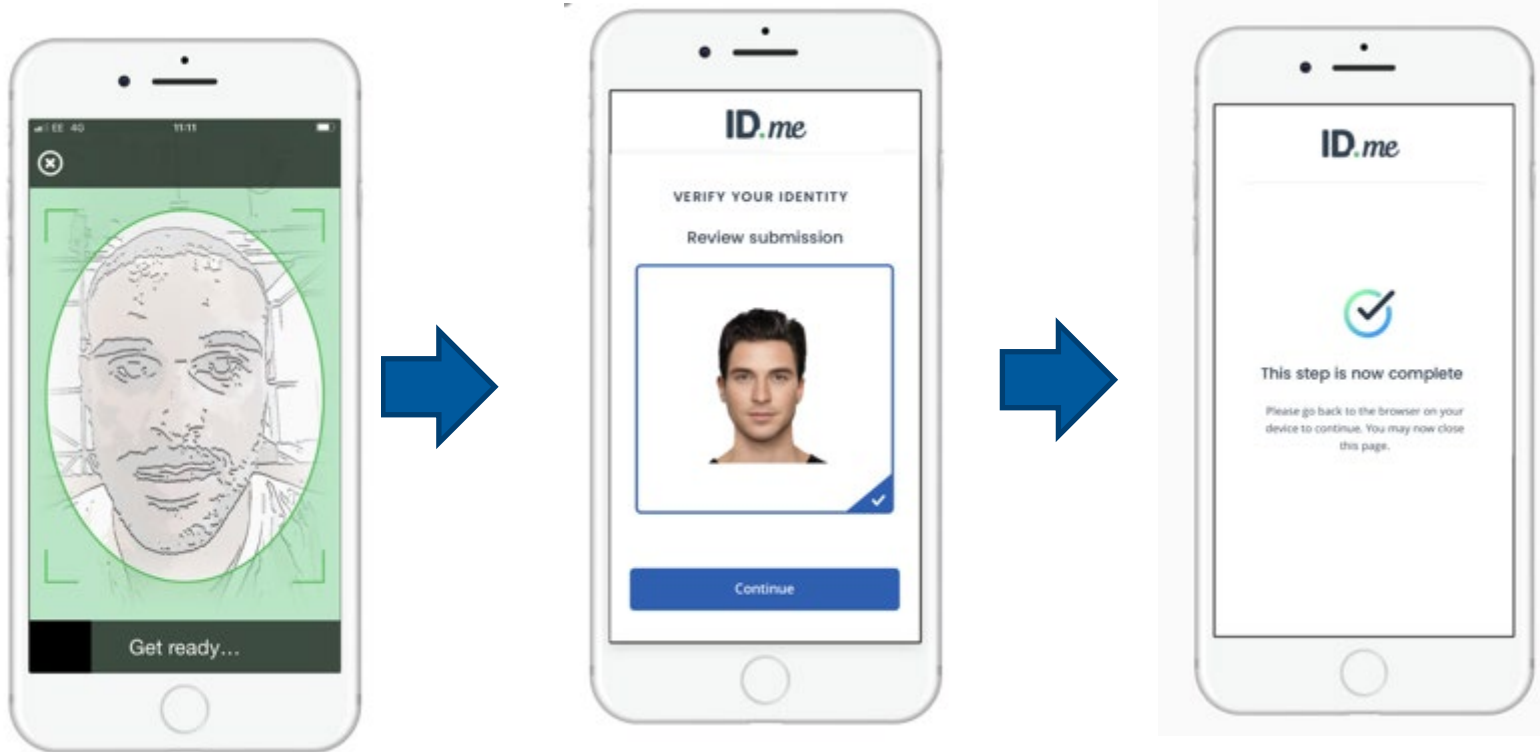 EE 4G 11:11
Get ready...
ID.me
VERIFY YOUR IDENTITY
Review submission
Continue
ID.me
This step is now complete
Please go back to the browser on your
device to continue. You may now close
this page.